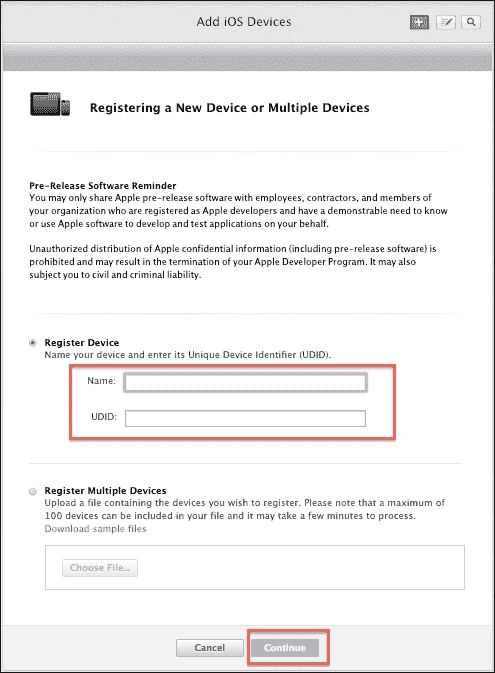 Add iOS Devices
Registering a New Device or Multiple Devices
Pre-Release Software Reminder
You may only share Apple pre-release software with employees, contractors, and members of
your organization who are registered as Apple developers and have a demonstrable need to know
or use Apple software to develop and test applications on your behalf.
Unauthorized distribution of Apple confidential information (including pre-release software) is
prohibited and may result in the termination of your Apple Developer Program. It may also
subject you to civil and criminal liability.
Register Device
Name your device and enter its Unique Device Identifier (UDID).
Name:
UDID:
Register Multiple Devices
Upload a file containing the devices you wish to register. Please note that a maximum of
100 devices can be included in your file and it may take a few minutes to process.
Download sample files
Choose File...
Cancel
Continue